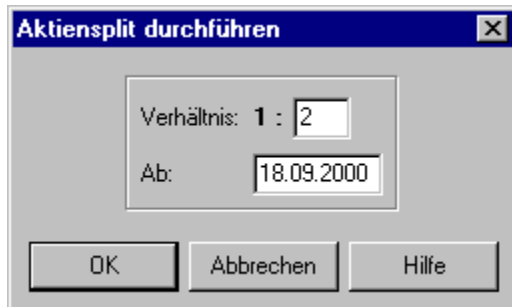 Aktiensplit durchführen
Verhältnis: 1 : 2
Ab: 18.09.2000
OK Abbrechen Hilfe